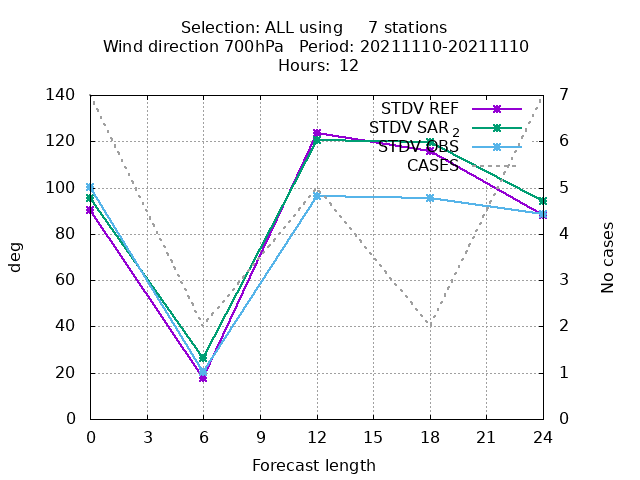 Selection: ALL using     7 stations
Wind direction 700hPa   Period: 20211110-20211110
Hours:  12
140 7
STDV REF
120 6
STDV SAR 2
STDV OBS
CASES
100 5
80 4
deg
No cases
60 3
40 2
20 1
0 0
0 3 6 9 12 15 18 21 24
Forecast length